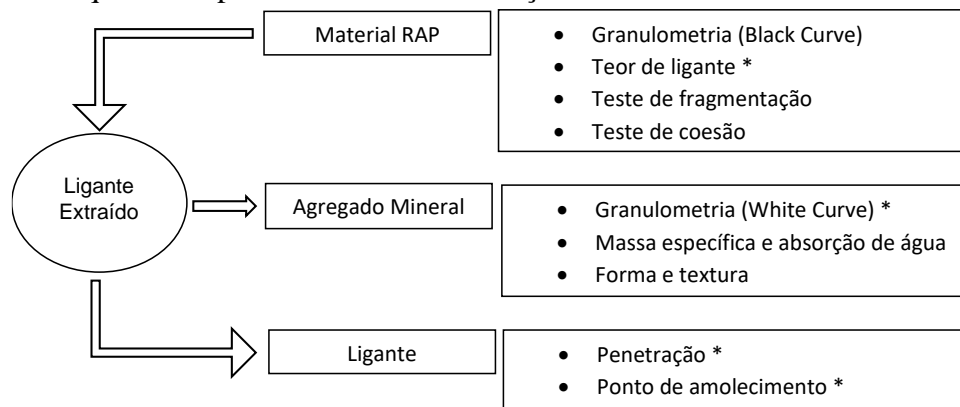 Material RAP
• Granulometria (Black Curve)
• Teor de ligante *
• Teste de fragmentação
• Teste de coesão
Ligante
Extraído
Agregado Mineral
• Granulometria (White Curve) *
• Massa específica e absorção de água
• Forma e textura
Ligante
• Penetração *
• Ponto de amolecimento *